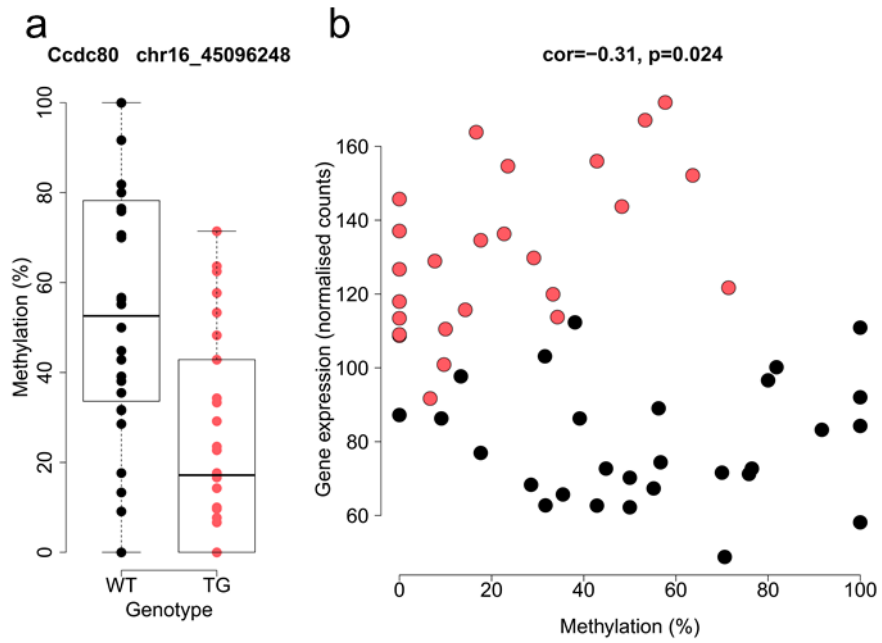 a
Ccdc80 chr16_45096248
Methylation (%)
100
80
60
40
20
0
WT TG
Genotype
b
cor=−0.31, p=0.024
Gene expression (normalised counts)
160
140
120
100
80
60
0 20 40 60 80 100
Methylation (%)